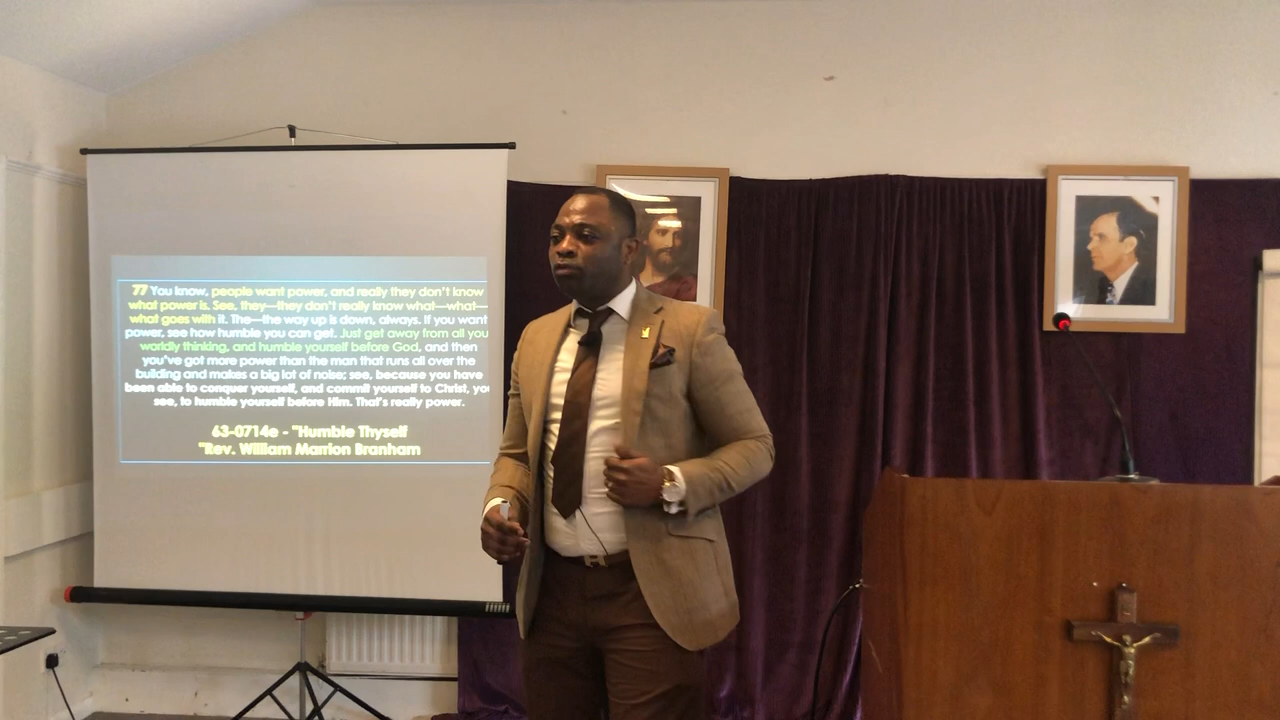 77 You know, people want power, and really they don't know
what power is. See, they—they don't really know what—what—
what goes with it. The—the way up is down, always. If you want
power, see how humble you can get. Just get away from all you
worldly thinking, and humble yourself before God, and then
you've got more power than the man that runs all over the
building and makes a big lot of noise; see, because you have
been able to conquer yourself, and commit yourself to Christ, you
see, to humble yourself before Him. That's really power.
63-0714e - "Humble Thyself
"Rev. William Marrion Branham